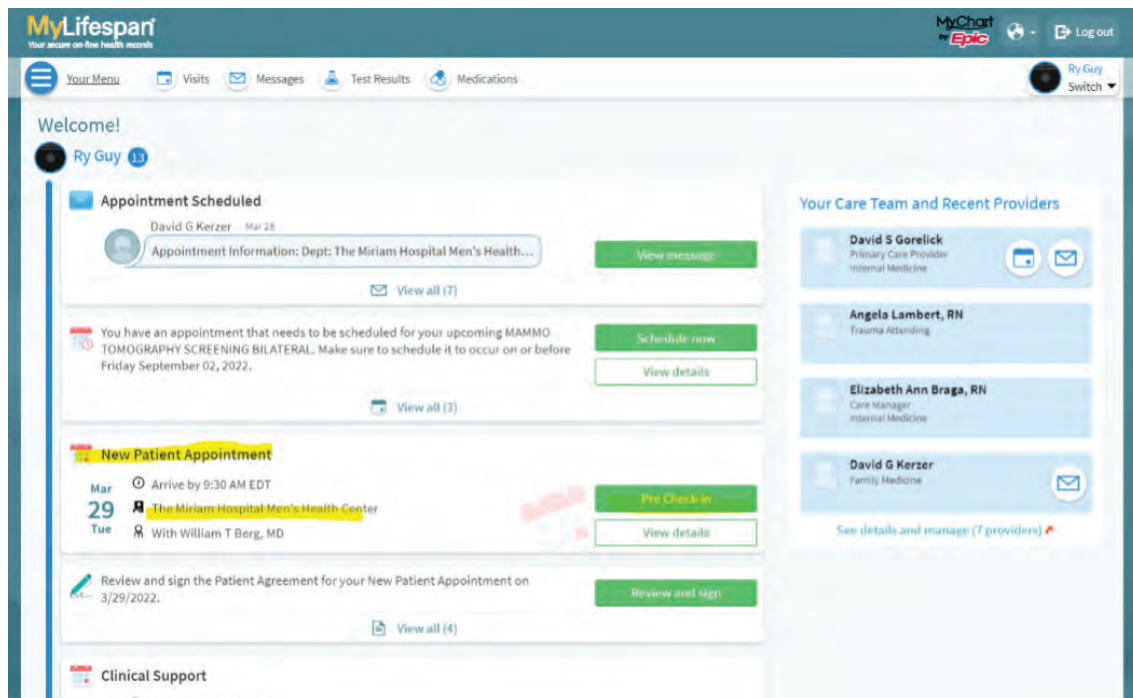 MyLifespan
Your secure on-line health records
MyChart
by Epic
Log out
Your Menu
Visits
Messages
Test Results
Medications
Ry Guy
Switch
Welcome!
Ry Guy 13
Appointment Scheduled
David G Kerzer Mar 28
Appointment Information: Dept: The Miriam Hospital Men's Health...
View message
View all (7)
You have an appointment that needs to be scheduled for your upcoming MAMMO
TOMOGRAPHY SCREENING BILATERAL. Make sure to schedule it to occur on or before
Friday September 02, 2022.
Schedule now
View details
View all (3)
New Patient Appointment
Mar
29
Tue
Arrive by 9:30 AM EDT
The Miriam Hospital Men's Health Center
With William T Berg, MD
Pre Check-in
View details
Review and sign the Patient Agreement for your New Patient Appointment on
3/29/2022.
Review and sign
View all (4)
Clinical Support
Your Care Team and Recent Providers
David S Gorelick
Primary Care Provider
Internal Medicine
Angela Lambert, RN
Trauma Attending
Elizabeth Ann Braga, RN
Care Manager
Internal Medicine
David G Kerzer
Family Medicine
See details and manage (7 providers)